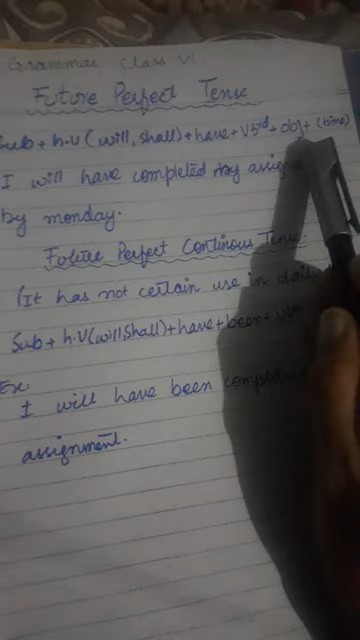 Grammar Class VI
Future Perfect Tense
Sub + h.v (will, shall) + have + V3rd + obj + (time)
I will have completed my
by monday.
Future Perfect Continous Tense.
(It has not certain use in
Sub + h.v (will, shall) + have + been +
Ex:
I will have been
assignment.